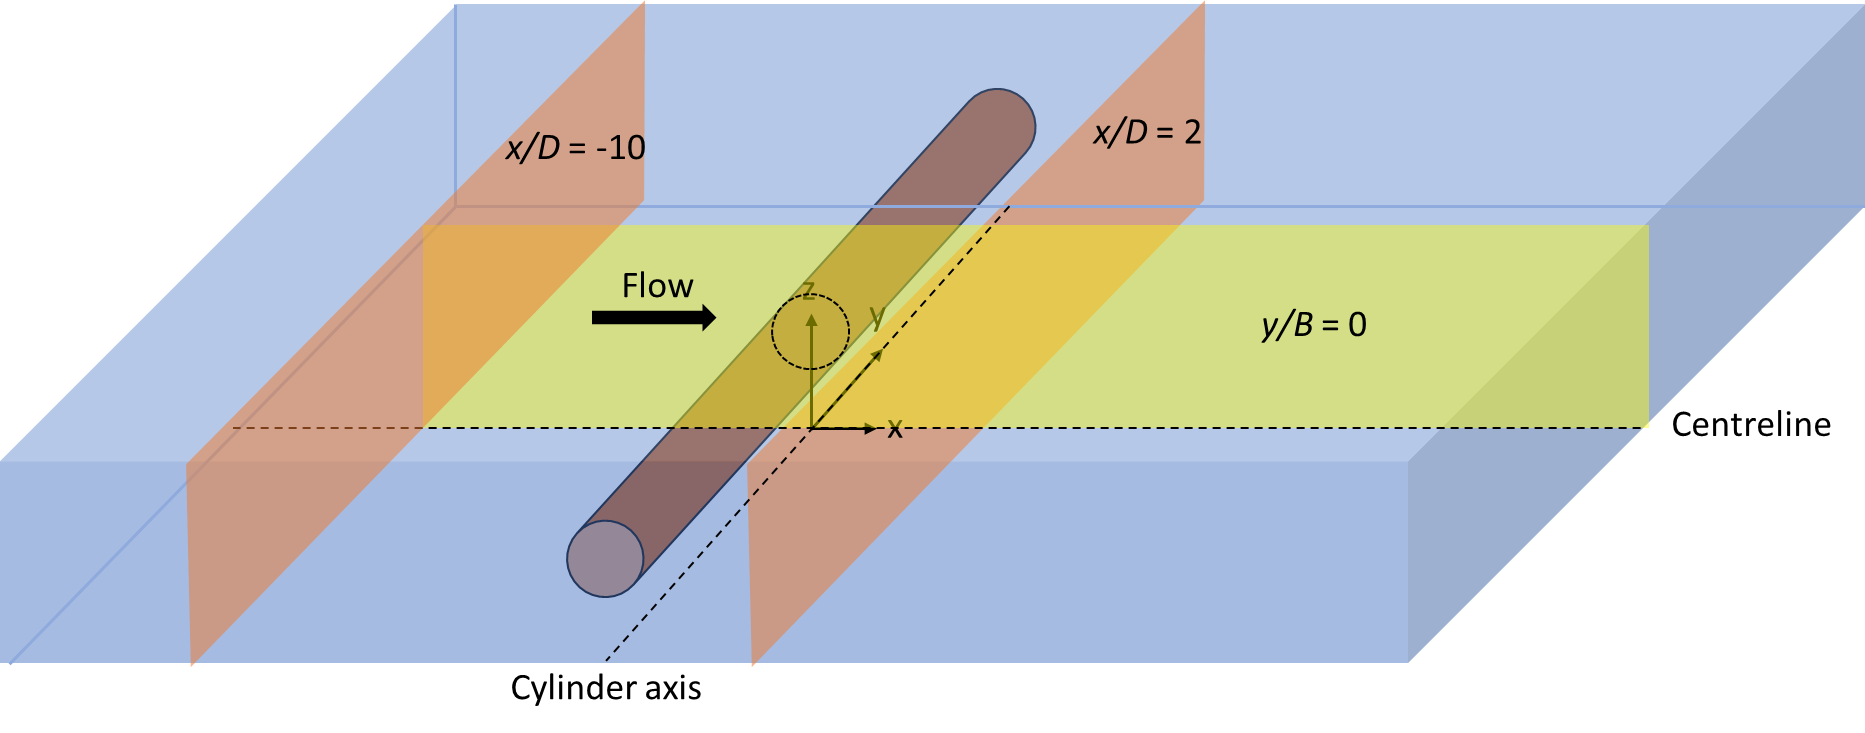 x/D = -10
x/D = 2
Flow
z
y
y/B = 0
x
Centreline
Cylinder axis